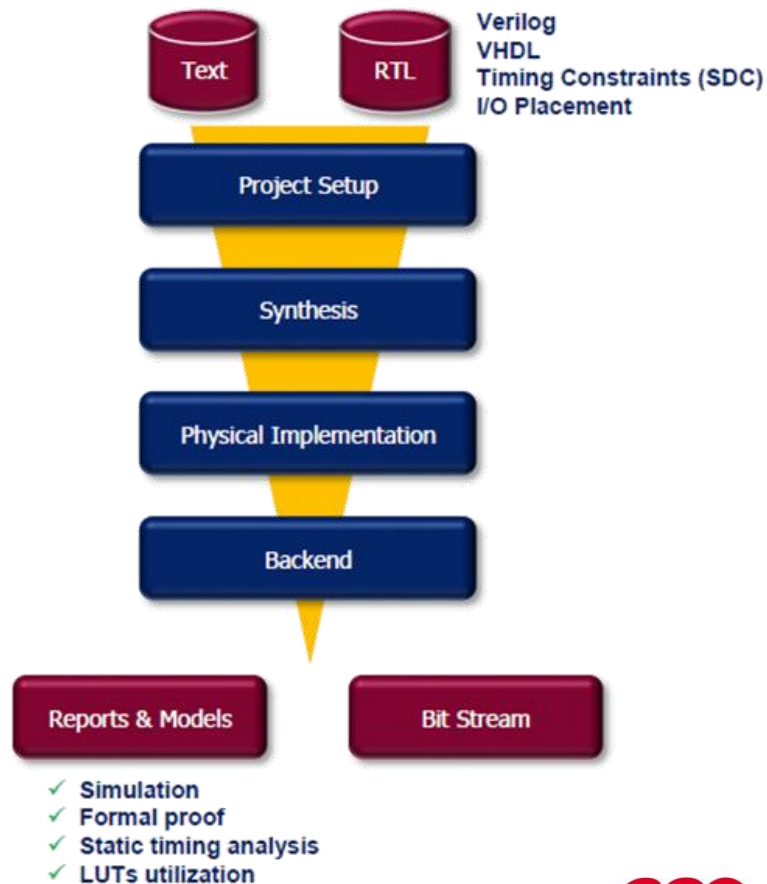 Text
RTL
Verilog
VHDL
Timing Constraints (SDC)
I/O Placement
Project Setup
Synthesis
Physical Implementation
Backend
Reports & Models
Bit Stream
✓ Simulation
✓ Formal proof
✓ Static timing analysis
✓ LUTs utilization